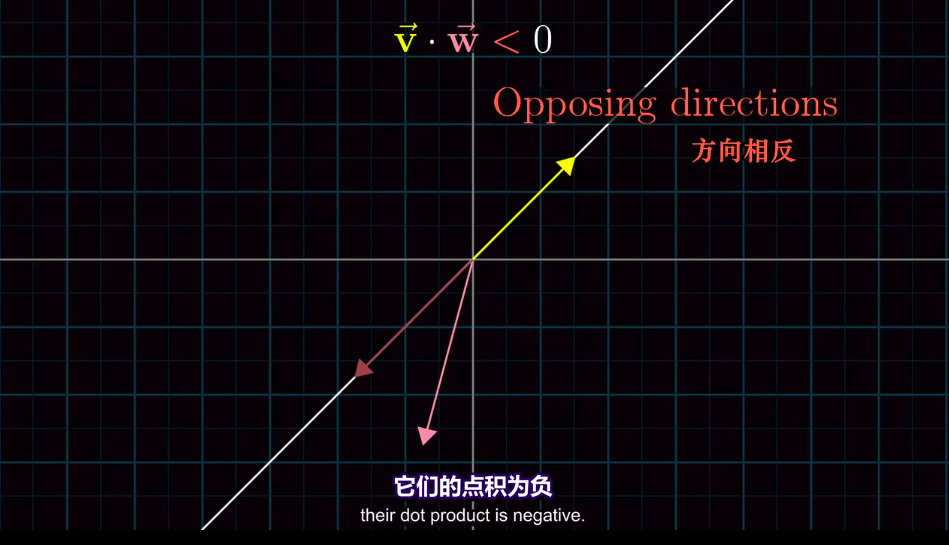 v⃗ · w⃗ < 0
Opposing directions
方向相反
它们的点积为负
their dot product is negative.